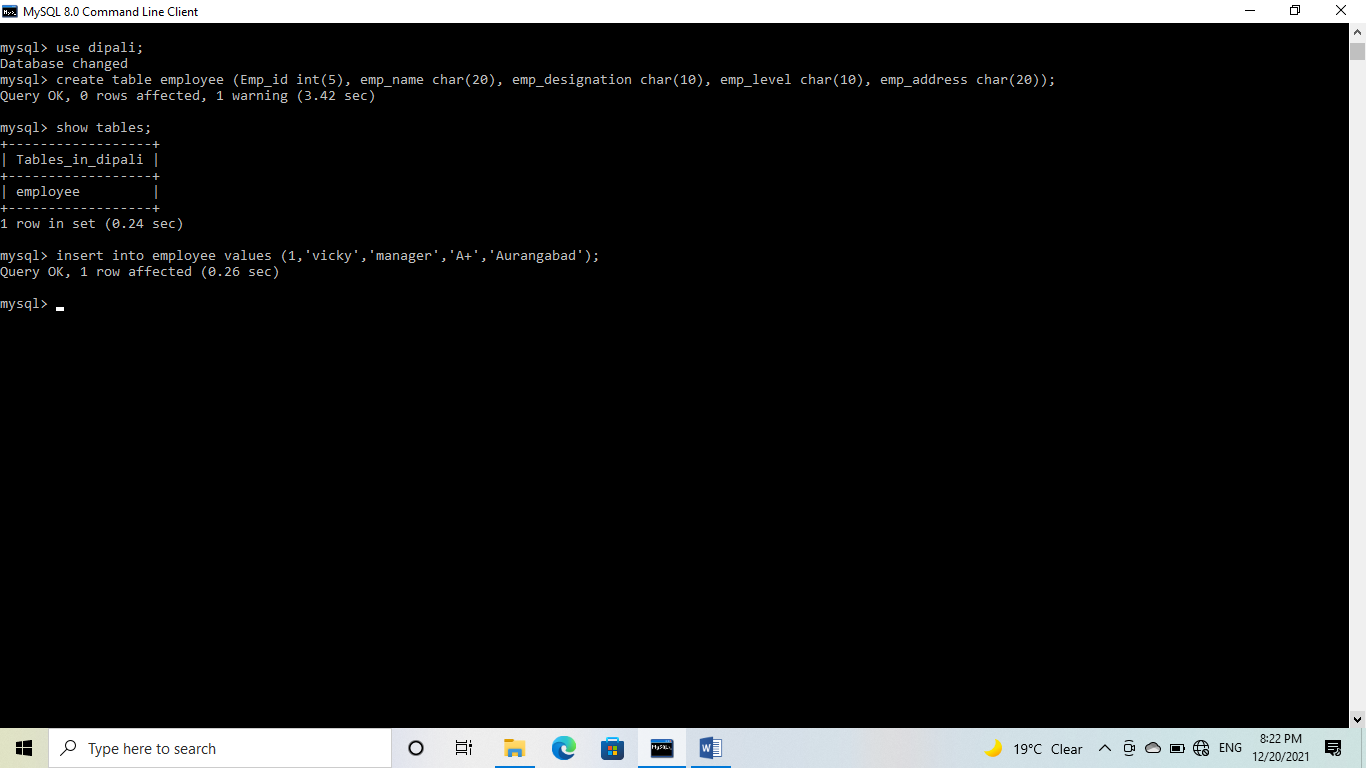 MySQL 8.0 Command Line Client
mysql> use dipali;
Database changed
mysql> create table employee (Emp_id int(5), emp_name char(20), emp_designation char(10), emp_level char(10), emp_address char(20));
Query OK, 0 rows affected, 1 warning (3.42 sec)
mysql> show tables;
+------------------+
| Tables_in_dipali |
+------------------+
| employee         |
+------------------+
1 row in set (0.24 sec)
mysql> insert into employee values (1,'vicky','manager','A+','Aurangabad');
Query OK, 1 row affected (0.26 sec)
mysql>
Type here to search
19°C Clear
ENG
8:22 PM
12/20/2021